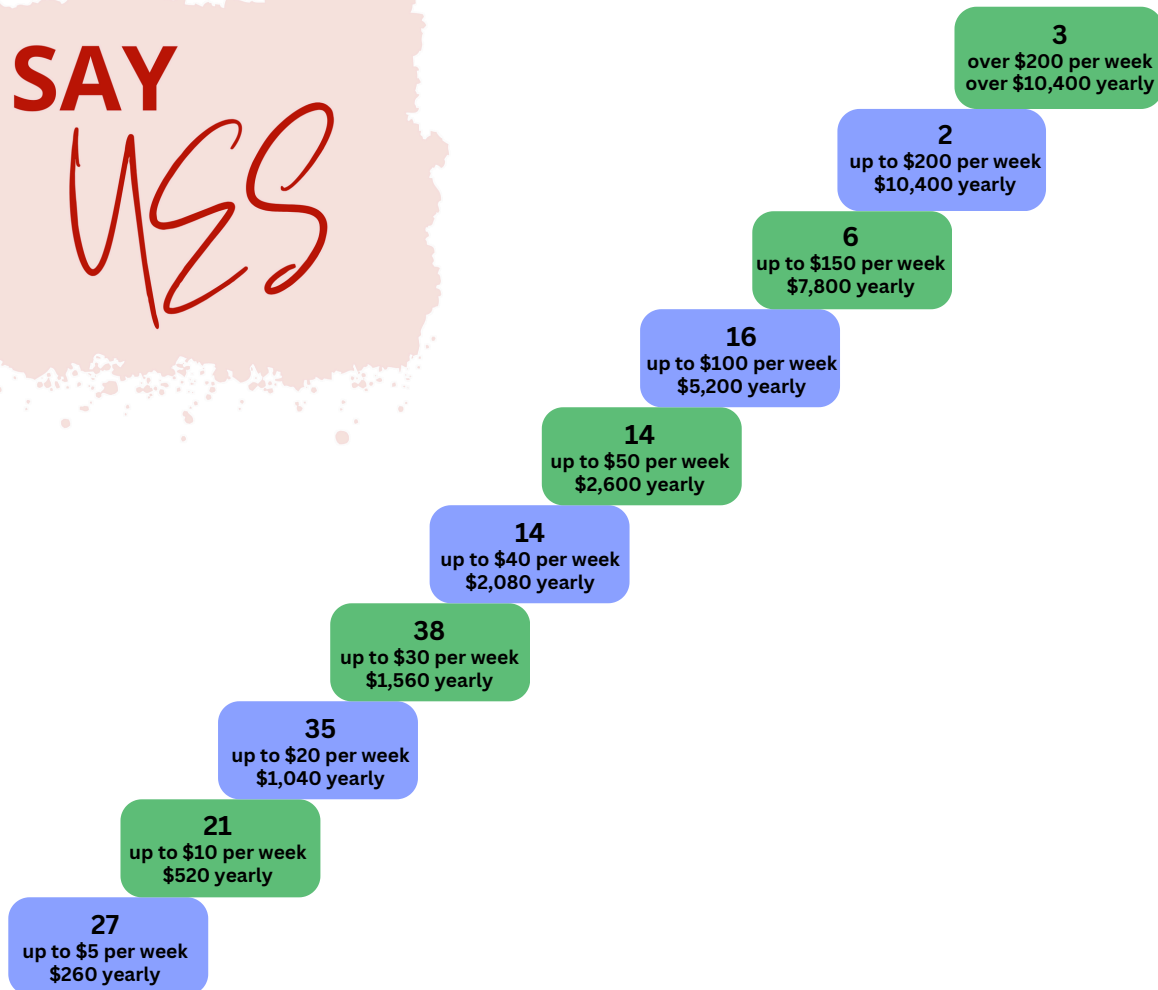 SAY
YES
3
over $200 per week
over $10,400 yearly
2
up to $200 per week
$10,400 yearly
6
up to $150 per week
$7,800 yearly
16
up to $100 per week
$5,200 yearly
14
up to $50 per week
$2,600 yearly
14
up to $40 per week
$2,080 yearly
38
up to $30 per week
$1,560 yearly
35
up to $20 per week
$1,040 yearly
21
up to $10 per week
$520 yearly
27
up to $5 per week
$260 yearly